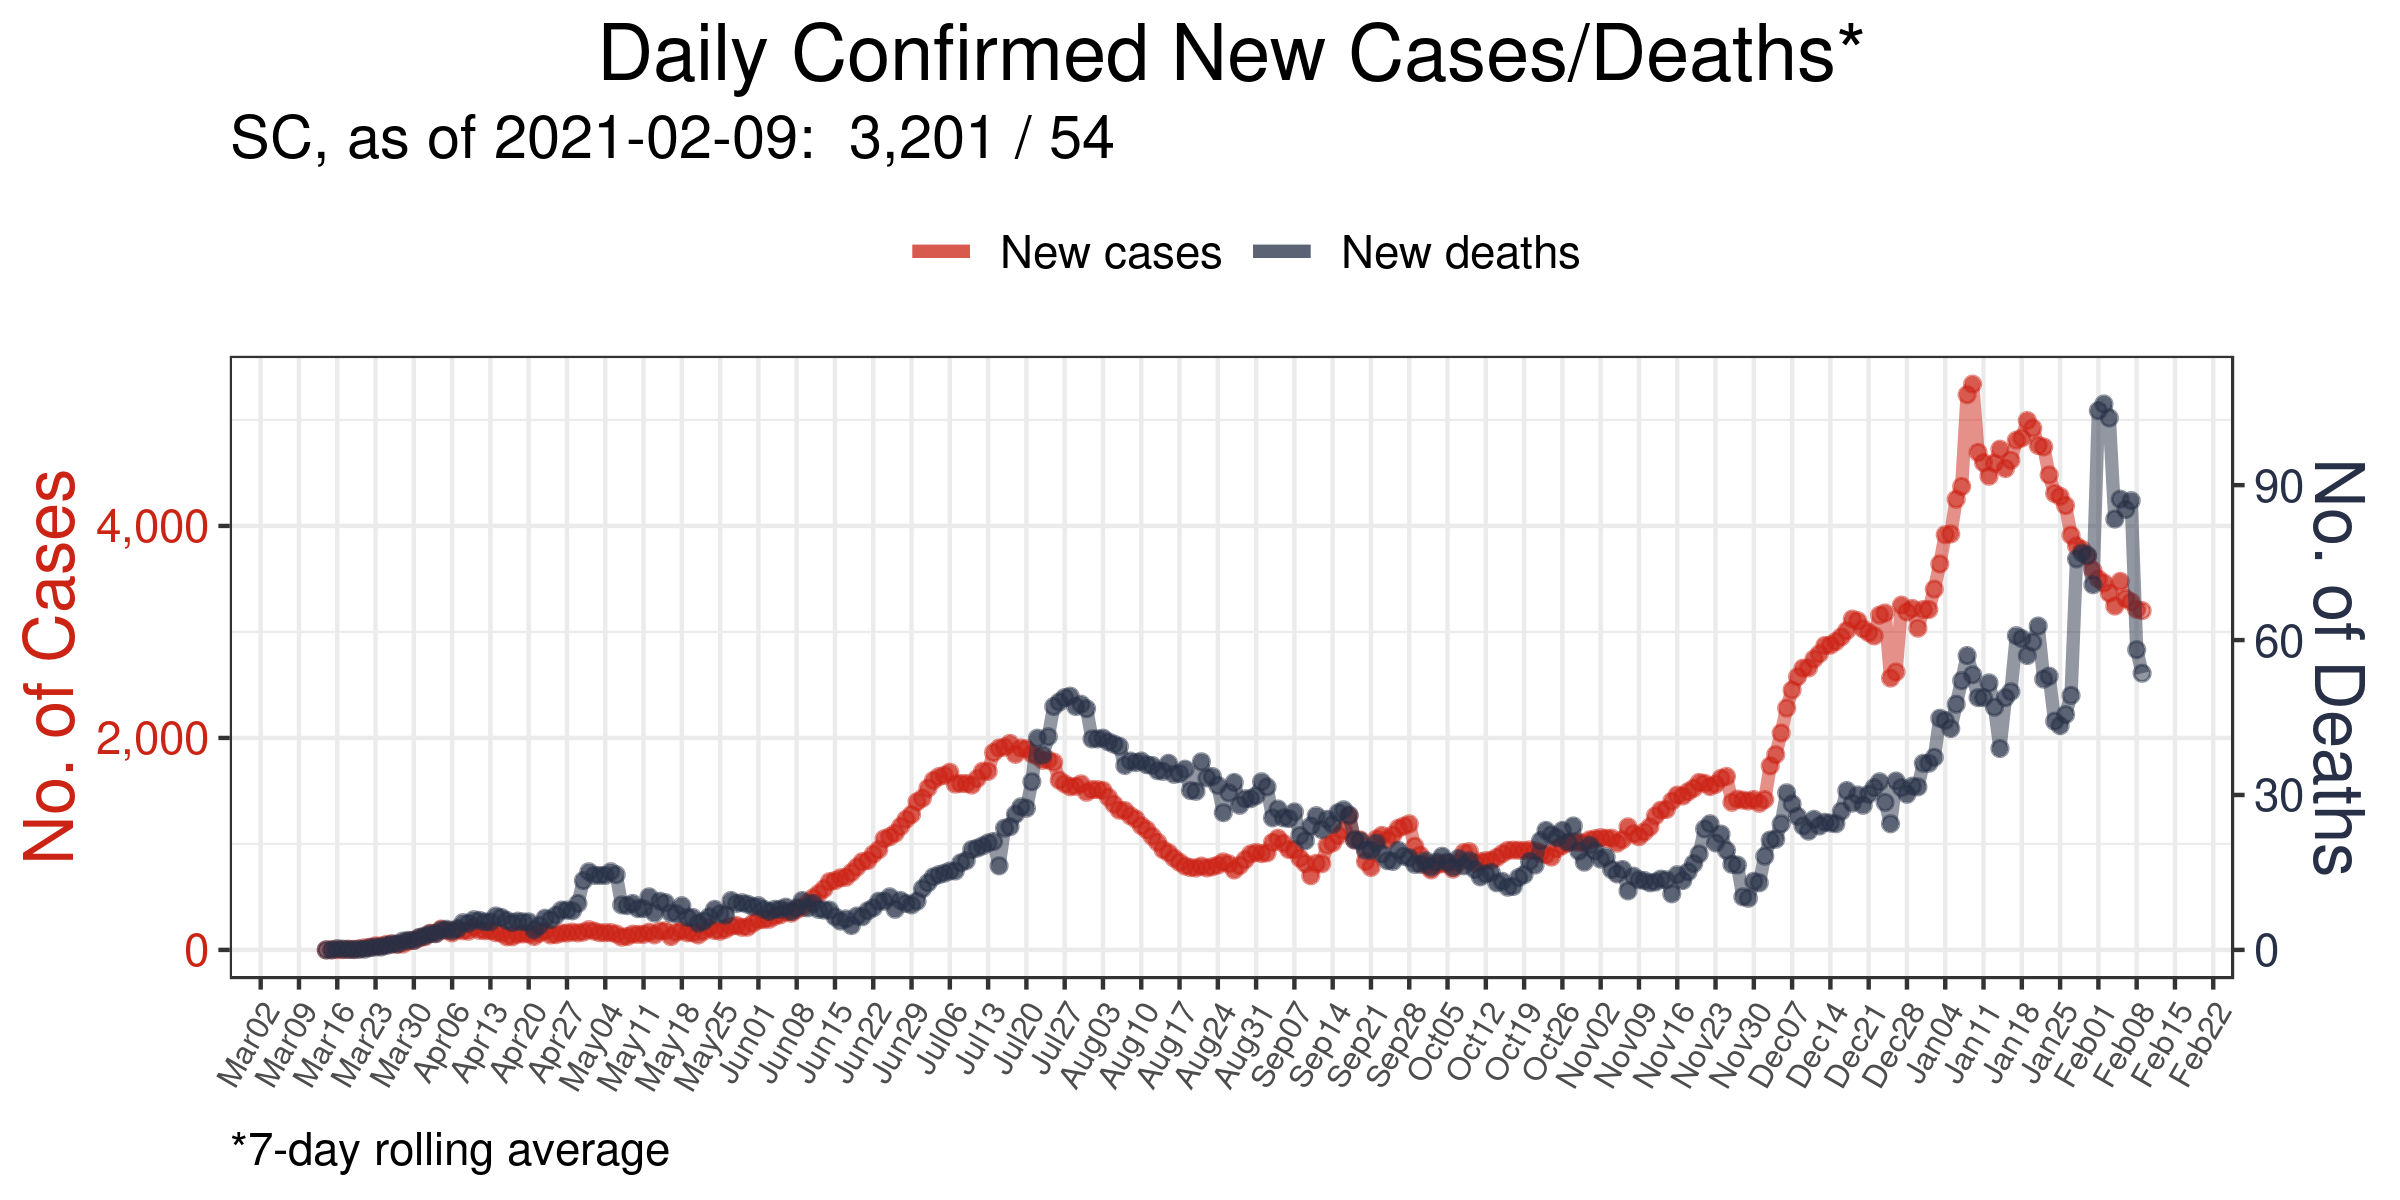 Daily Confirmed New Cases/Deaths*
SC, as of 2021-02-09:  3,201 / 54
New cases
New deaths
No. of Cases
4,000
2,000
0
90
60
30
0
No. of Deaths
Mar02
Mar09
Mar16
Mar23
Mar30
Apr06
Apr13
Apr20
Apr27
May04
May11
May18
May25
Jun01
Jun08
Jun15
Jun22
Jun29
Jul06
Jul13
Jul20
Jul27
Aug03
Aug10
Aug17
Aug24
Aug31
Sep07
Sep14
Sep21
Sep28
Oct05
Oct12
Oct19
Oct26
Nov02
Nov09
Nov16
Nov23
Nov30
Dec07
Dec14
Dec21
Dec28
Jan04
Jan11
Jan18
Jan25
Feb01
Feb08
Feb15
Feb22
*7-day rolling average